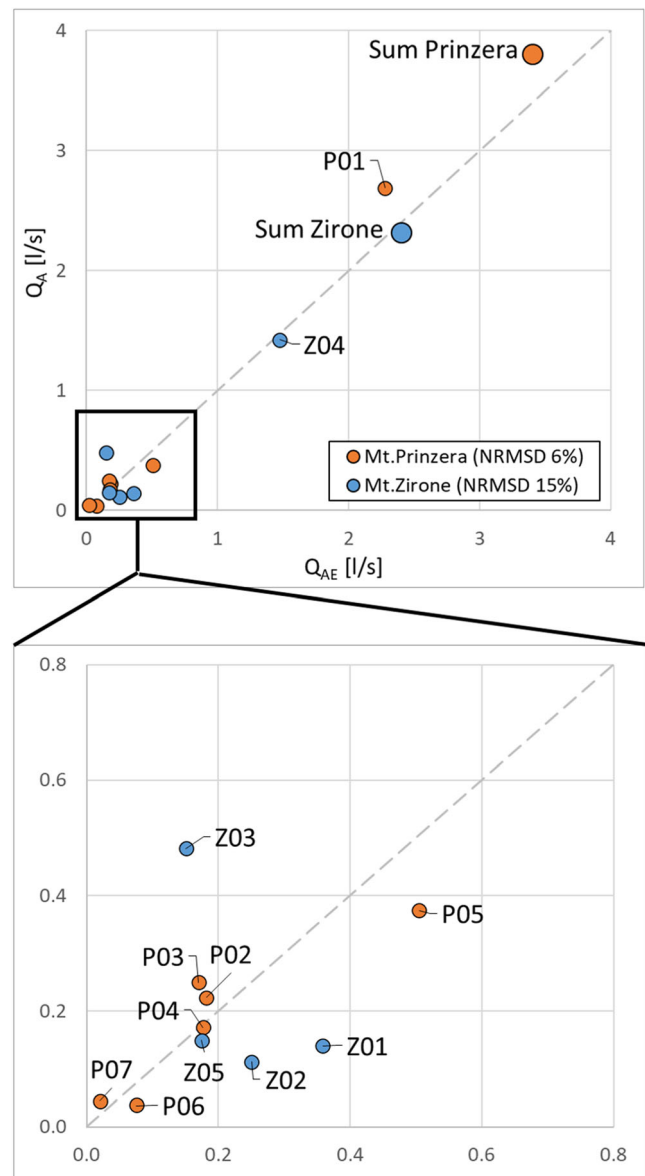 4
Sum Prinzera
3
P01
Sum Zirone
Q_A [l/s]
2
Z04
1
Mt.Prinzera (NRMSD 6%)
Mt.Zirone (NRMSD 15%)
0
0 1 2 3 4
Q_AE [l/s]
0.8
0.6
Z03
0.4
P05
P03
P02
0.2
P04
Z01
Z05
Z02
P07
P06
0.0
0.0 0.2 0.4 0.6 0.8